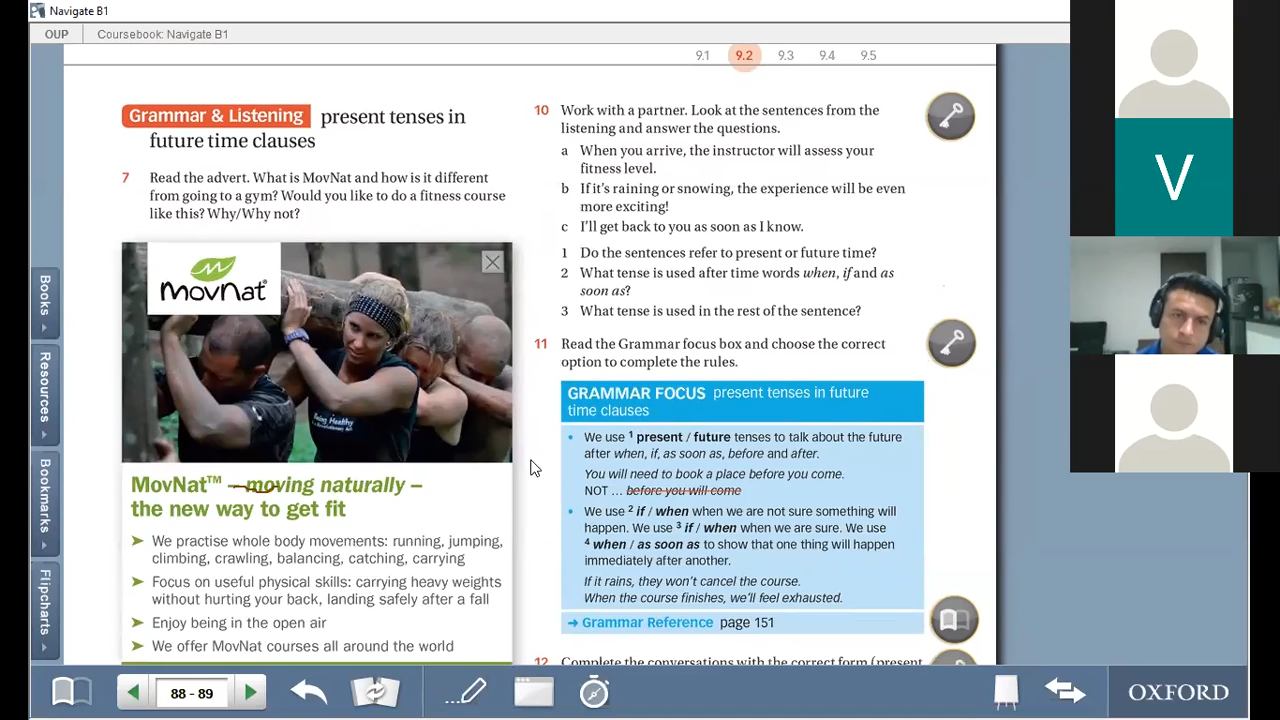 Navigate B1
OUP
Coursebook: Navigate B1
9.1
9.2
9.3
9.4
9.5
Grammar & Listening present tenses in
future time clauses
7 Read the advert. What is MovNat and how is it different
from going to a gym? Would you like to do a fitness course
like this? Why/Why not?
movnat
MovNat™ – moving naturally –
the new way to get fit
We practise whole body movements: running, jumping,
climbing, crawling, balancing, catching, carrying
Focus on useful physical skills: carrying heavy weights
without hurting your back, landing safely after a fall
Enjoy being in the open air
We offer MovNat courses all around the world
10 Work with a partner. Look at the sentences from the
listening and answer the questions.
a When you arrive, the instructor will assess your
fitness level.
b If it's raining or snowing, the experience will be even
more exciting!
c I'll get back to you as soon as I know.
1 Do the sentences refer to present or future time?
2 What tense is used after time words when, if and as
soon as?
3 What tense is used in the rest of the sentence?
11 Read the Grammar focus box and choose the correct
option to complete the rules.
GRAMMAR FOCUS present tenses in future
time clauses
• We use 1 present / future tenses to talk about the future
after when, if, as soon as, before and after.
You will need to book a place before you come.
NOT ... before you will come
• We use 2 if / when when we are not sure something will
happen. We use 3 if / when when we are sure. We use
4 when / as soon as to show that one thing will happen
immediately after another.
If it rains, they won't cancel the course.
When the course finishes, we'll feel exhausted.
→ Grammar Reference page 151
12 Complete the conversations with the correct form (present
Books
Resources
Bookmarks
Flipcharts
V
88 - 89
OXFORD